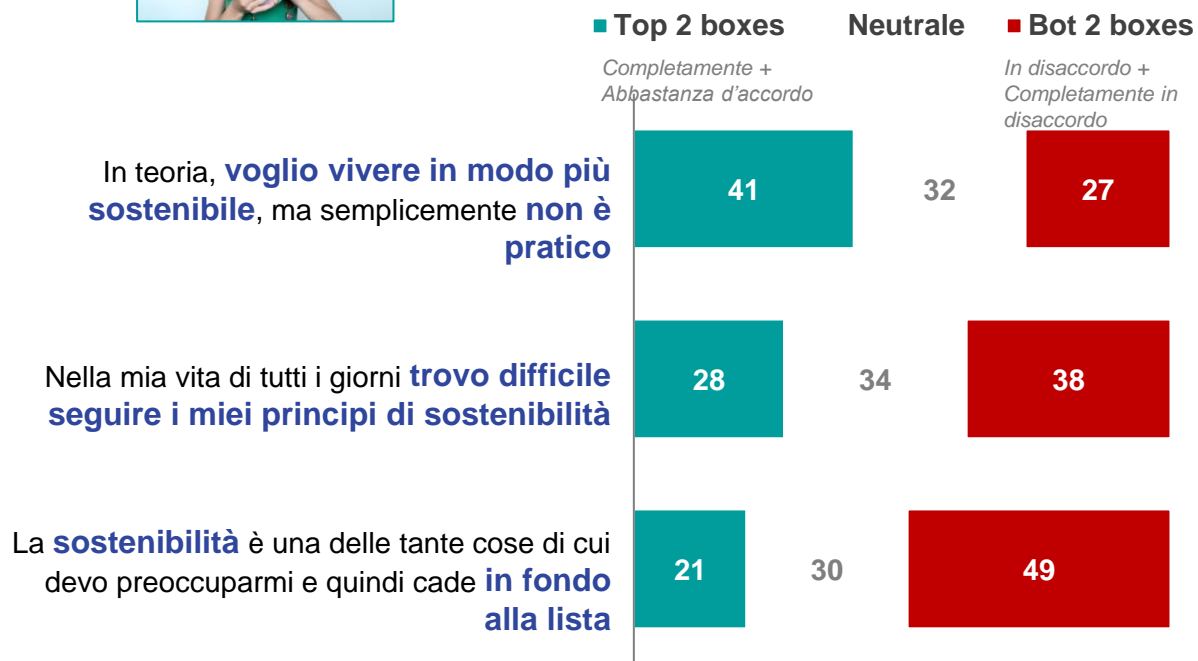 Top 2 boxes Neutrale Bot 2 boxes
Completamente +
Abbastanza d'accordo
In disaccordo +
Completamente in
disaccordo
In teoria, voglio vivere in modo più
sostenibile, ma semplicemente non è
pratico
41 32 27
Nella mia vita di tutti i giorni trovo difficile
seguire i miei principi di sostenibilità
28 34 38
La sostenibilità è una delle tante cose di cui
devo preoccuparmi e quindi cade in fondo
alla lista
21 30 49